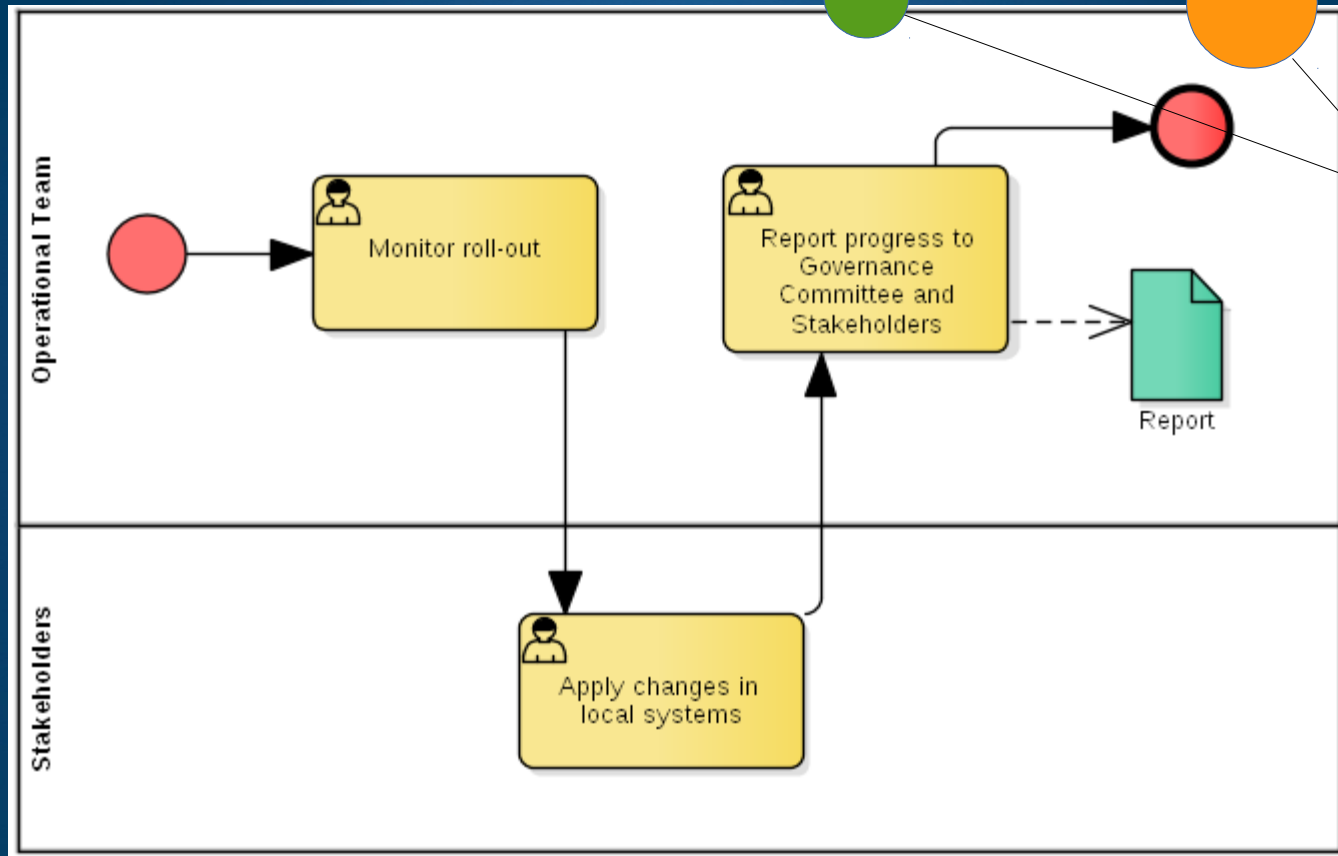 Operational Team
Monitor roll-out
Report progress to
Governance
Committee and
Stakeholders
Report
Stakeholders
Apply changes in
local systems